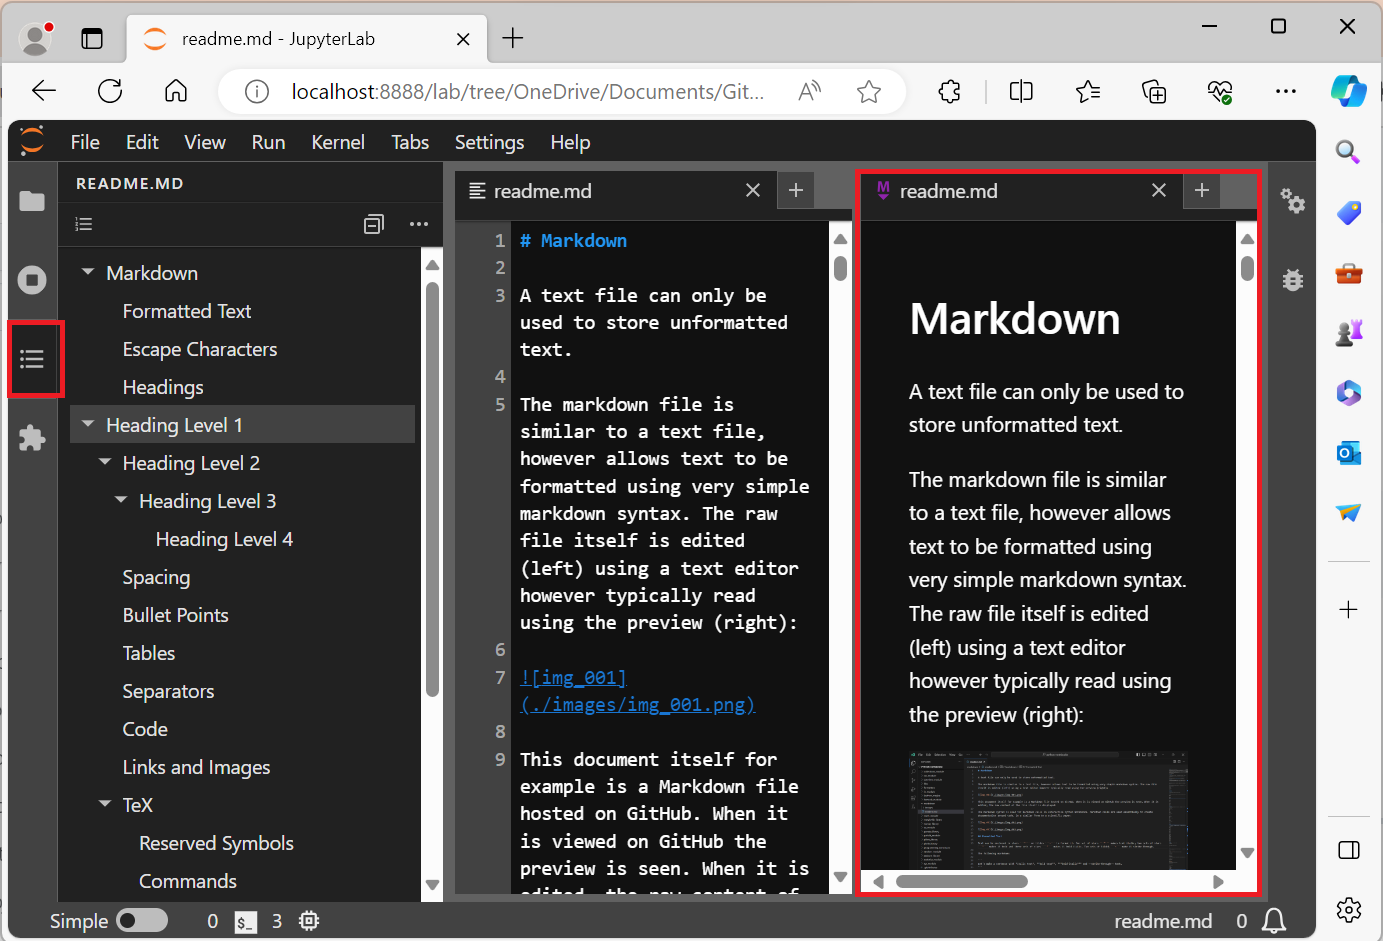 readme.md - JupyterLab
localhost:8888/lab/tree/OneDrive/Documents/Git...
File Edit View Run Kernel Tabs Settings Help
README.MD
Markdown
Formatted Text
Escape Characters
Headings
Heading Level 1
Heading Level 2
Heading Level 3
Heading Level 4
Spacing
Bullet Points
Tables
Separators
Code
Links and Images
TeX
Reserved Symbols
Commands
readme.md
1 # Markdown
2
3 A text file can only be
used to store unformatted
text.
4
5 The markdown file is
similar to a text file,
however allows text to be
formatted using very simple
markdown syntax. The raw
file itself is edited
(left) using a text editor
however typically read
using the preview (right):
6
7 ![img_001]
(./images/img_001.png)
8
9 This document itself for
example is a Markdown file
hosted on GitHub. When it
is viewed on GitHub the
preview is seen. When it is
edited, the raw content of
readme.md
Markdown
A text file can only be used to
store unformatted text.
The markdown file is similar
to a text file, however allows
text to be formatted using
very simple markdown syntax.
The raw file itself is edited
(left) using a text editor
however typically read using
the preview (right):
Simple 0 $_ 3 readme.md 0